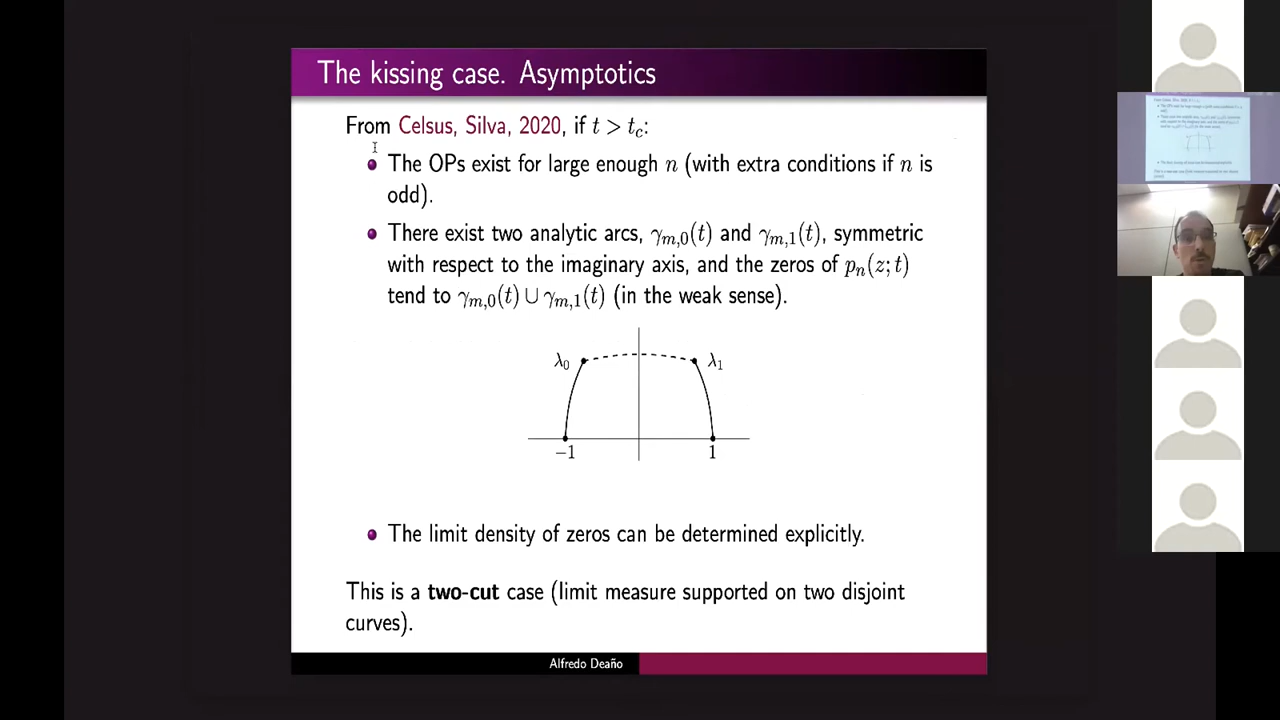 The kissing case. Asymptotics
From Celsus, Silva, 2020, if t > t_c:
The OPs exist for large enough n (with extra conditions if n is
odd).
There exist two analytic arcs, γ_{m,0}(t) and γ_{m,1}(t), symmetric
with respect to the imaginary axis, and the zeros of p_n(z; t)
tend to γ_{m,0}(t) ∪ γ_{m,1}(t) (in the weak sense).
λ_0 λ_1
−1 1
The limit density of zeros can be determined explicitly.
This is a two-cut case (limit measure supported on two disjoint
curves).
Alfredo Deaño